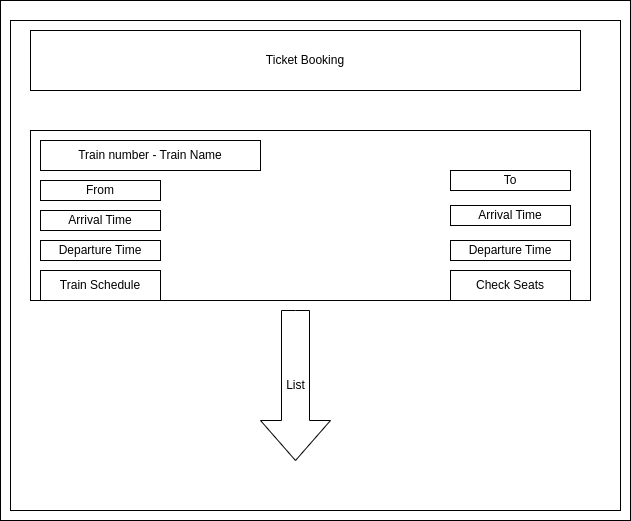 Ticket Booking
Train number - Train Name
From
To
Arrival Time
Arrival Time
Departure Time
Departure Time
Train Schedule
Check Seats
List